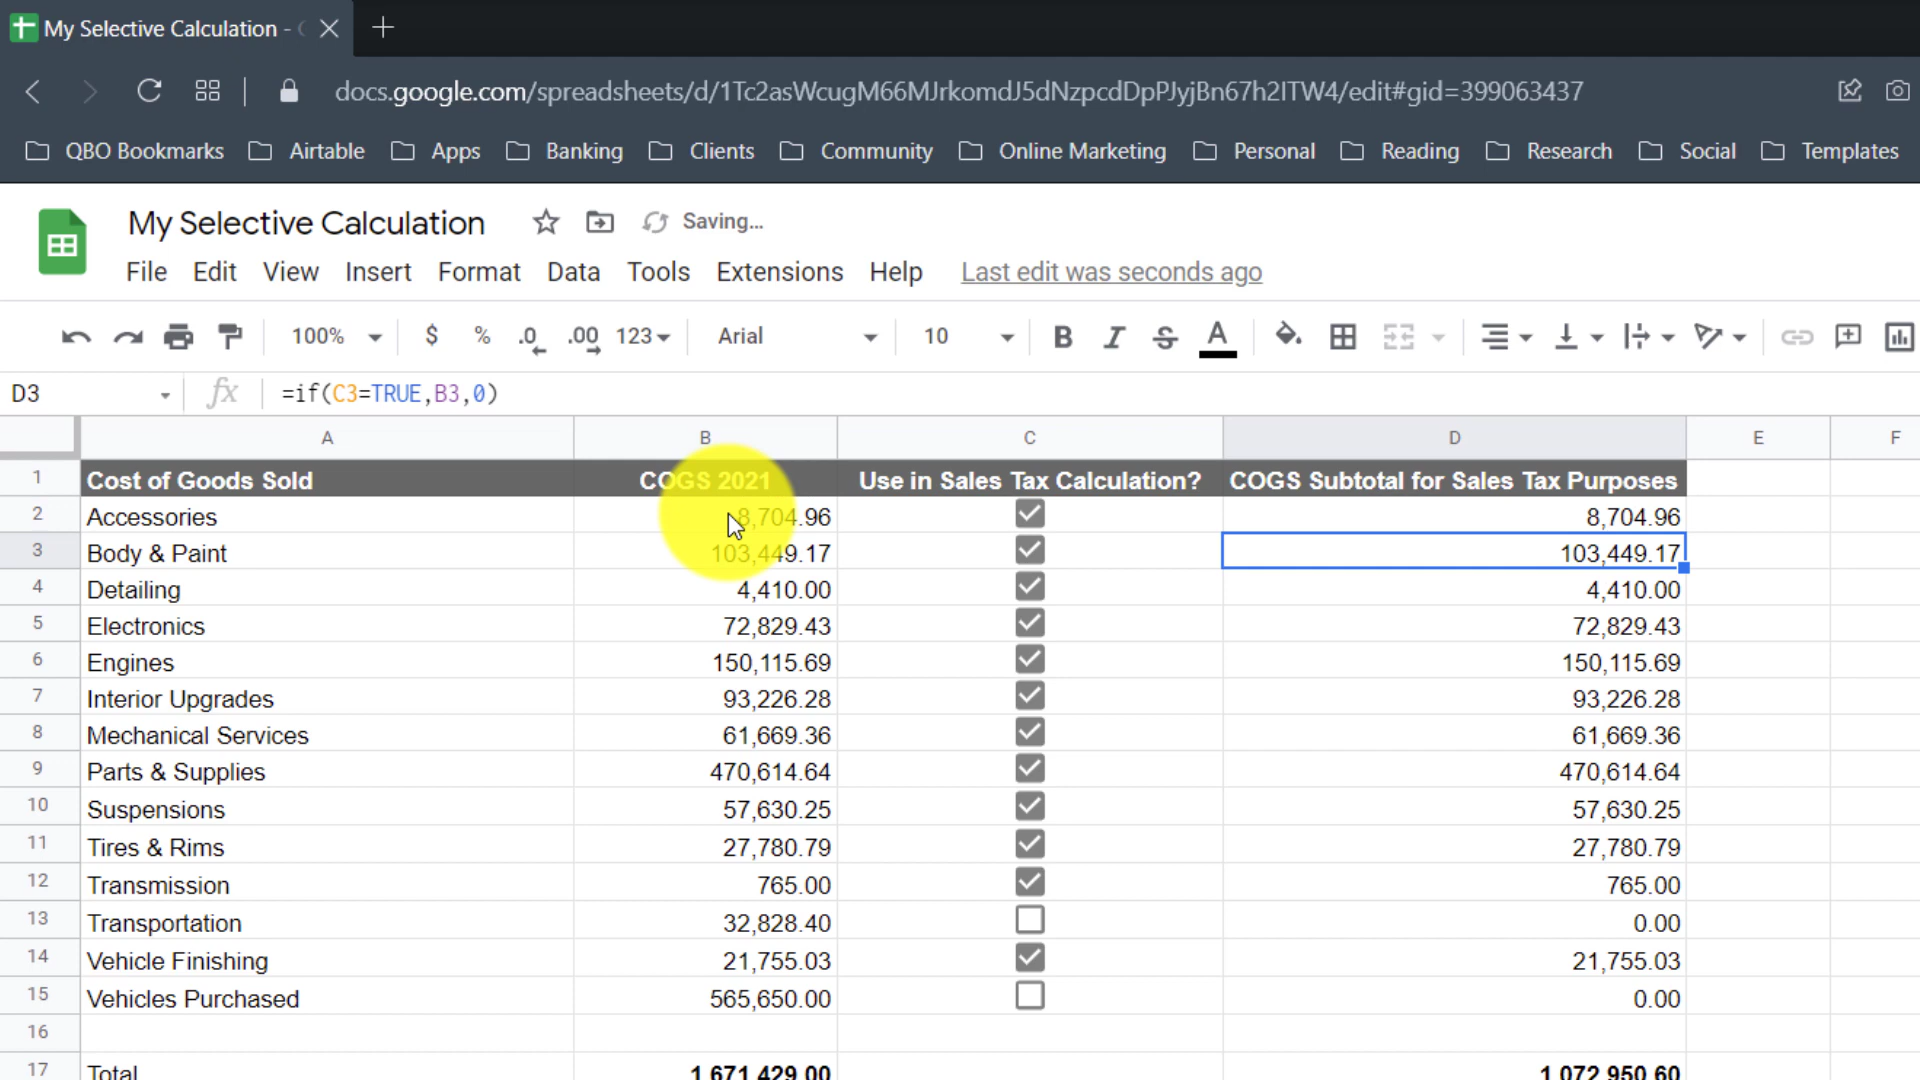 My Selective Calculation -
docs.google.com/spreadsheets/d/1Tc2asWcugM66MJrkomdJ5dNzpcdDpPJyjBn67h2ITW4/edit#gid=399063437
QBO Bookmarks Airtable Apps Banking Clients Community Online Marketing Personal Reading Research Social Templates
My Selective Calculation Saving...
File Edit View Insert Format Data Tools Extensions Help Last edit was seconds ago
100% $ % .0 .00 123 Arial 10 B I S A
D3 fx =if(C3=TRUE,B3,0)
A B C D E F
1 Cost of Goods Sold COGS 2021 Use in Sales Tax Calculation? COGS Subtotal for Sales Tax Purposes
2 Accessories 8,704.96 8,704.96
3 Body & Paint 103,449.17 103,449.17
4 Detailing 4,410.00 4,410.00
5 Electronics 72,829.43 72,829.43
6 Engines 150,115.69 150,115.69
7 Interior Upgrades 93,226.28 93,226.28
8 Mechanical Services 61,669.36 61,669.36
9 Parts & Supplies 470,614.64 470,614.64
10 Suspensions 57,630.25 57,630.25
11 Tires & Rims 27,780.79 27,780.79
12 Transmission 765.00 765.00
13 Transportation 32,828.40 0.00
14 Vehicle Finishing 21,755.03 21,755.03
15 Vehicles Purchased 565,650.00 0.00
16
17 Total 1,671,429.00 1,072,950.60